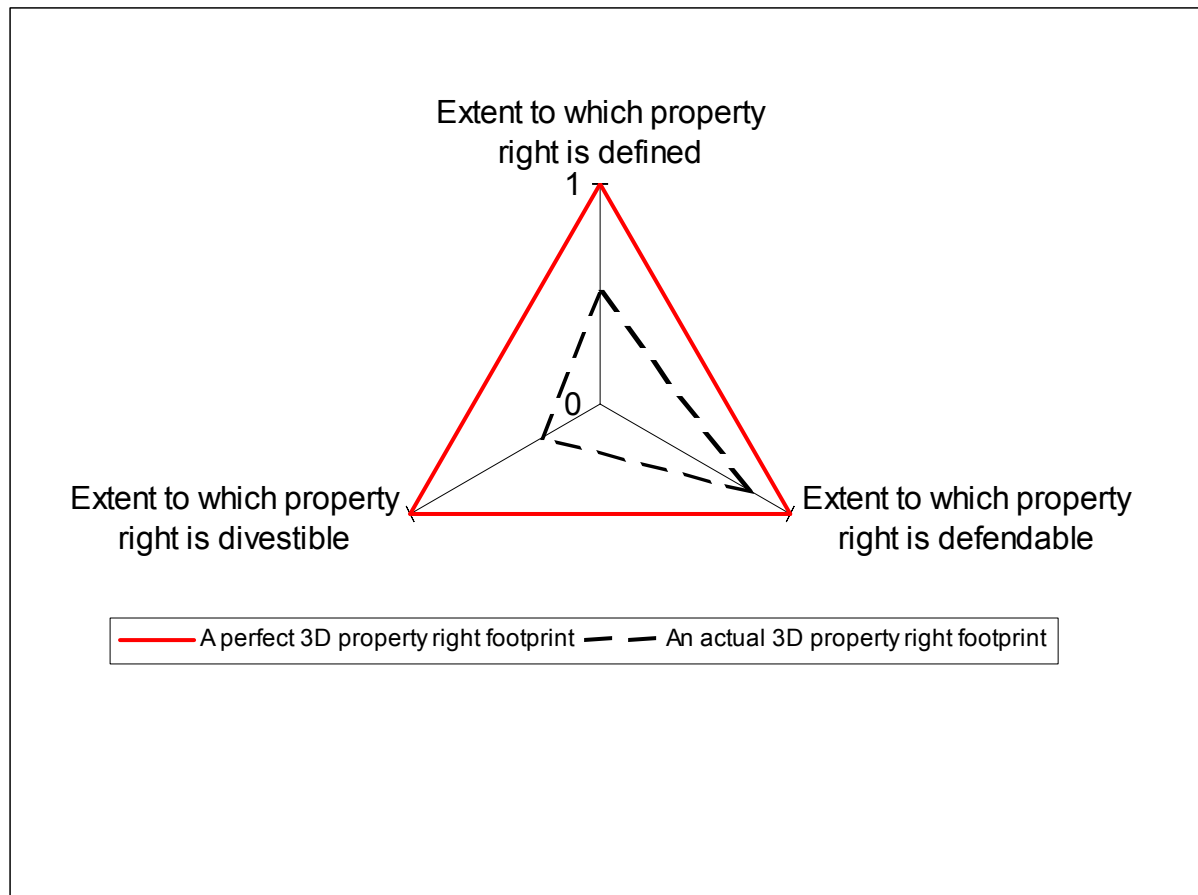 Extent to which property
right is defined
1
0
Extent to which property
right is divestible
Extent to which property
right is defendable
A perfect 3D property right footprint
An actual 3D property right footprint